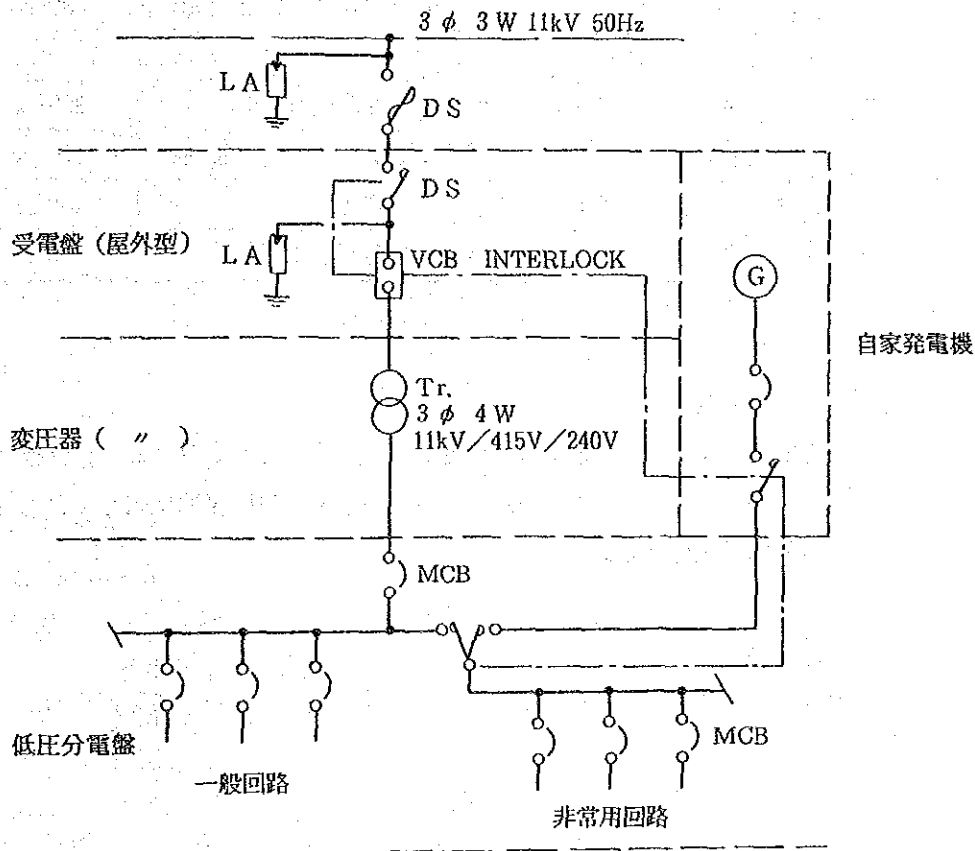 3 φ 3 W 11kV 50Hz
L A
D S
D S
受電盤 (屋外型)
L A
VCB INTERLOCK
G
自家発電機
Tr.
3 φ 4 W
11kV/415V/240V
変圧器 ( 〃 )
MCB
低圧分電盤
MCB
一般回路
非常用回路